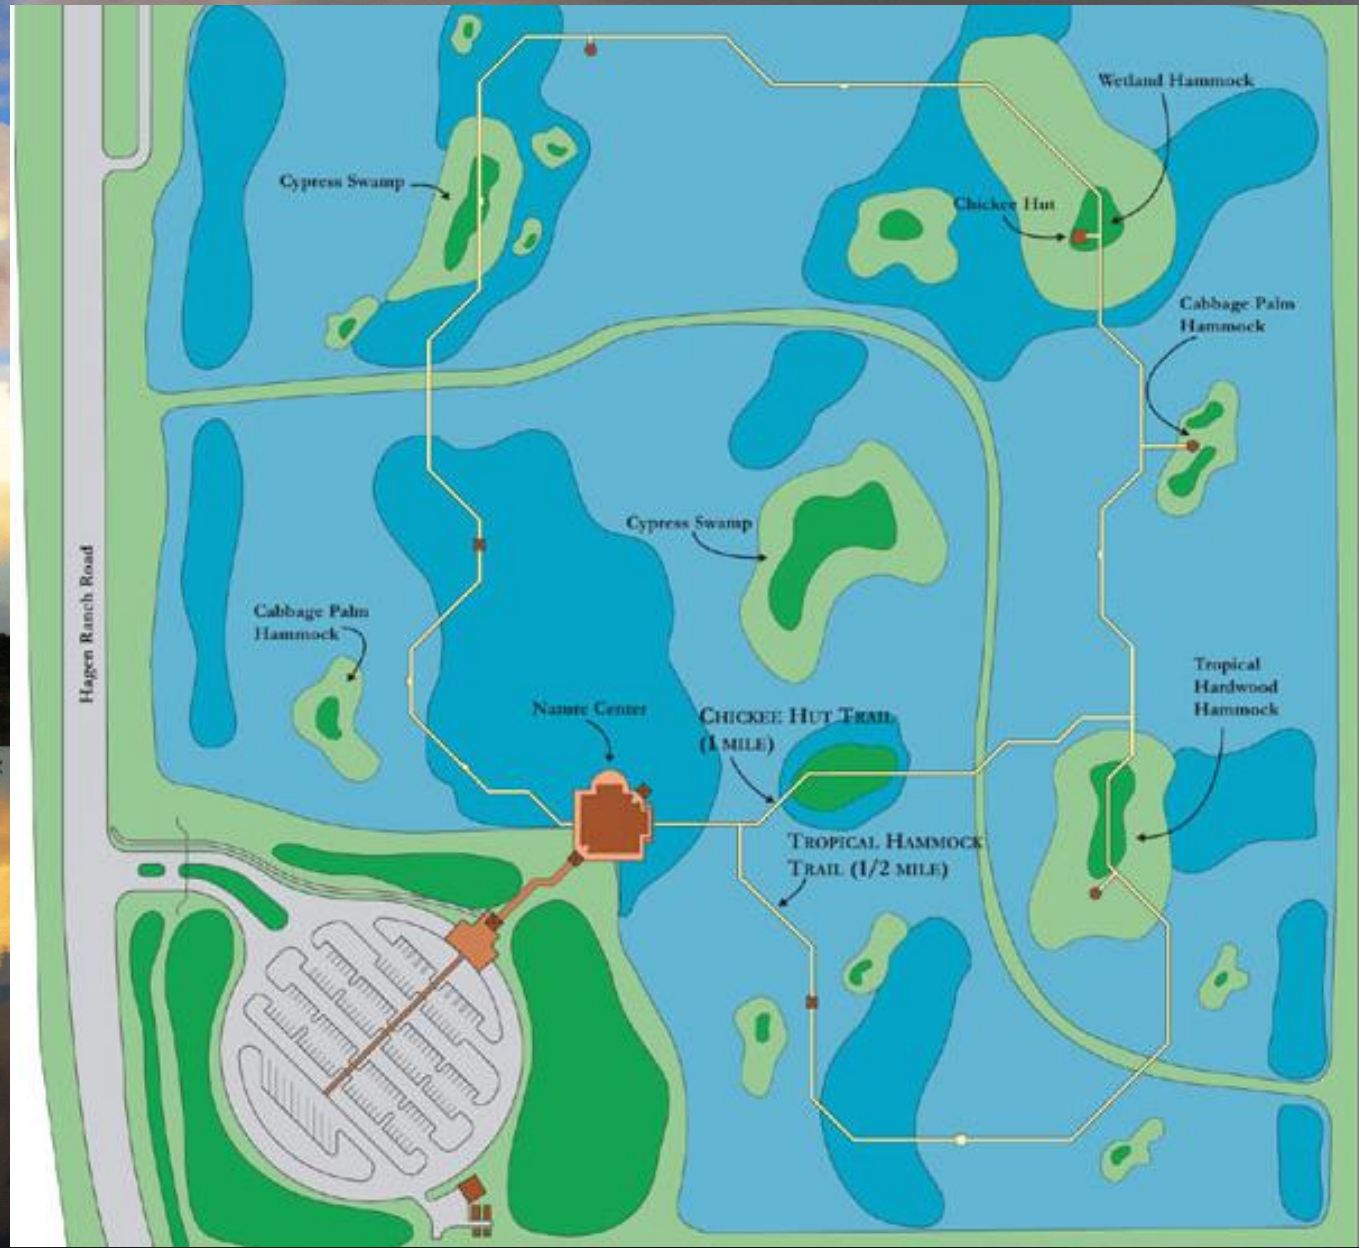 Wetland Hammock
Cypress Swamp
Chickee Hut
Cabbage Palm
Hammock
Cypress Swamp
Hagen Ranch Road
Cabbage Palm
Hammock
Tropical
Hardwood
Hammock
Nature Center
CHICKEE HUT TRAIL
(1 MILE)
TROPICAL HAMMOCK
TRAIL (1/2 MILE)